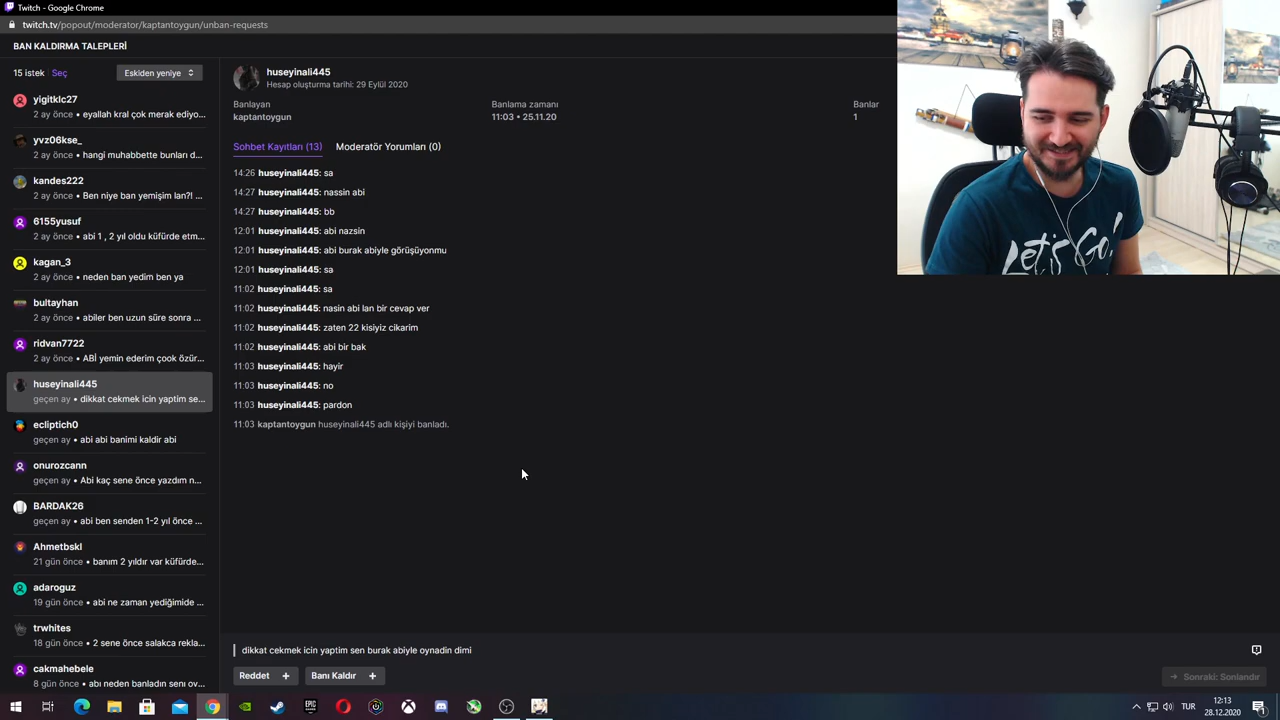 Twitch - Google Chrome
twitch.tv/popout/moderator/kaptantoygun/unban-requests
BAN KALDIRMA TALEPLERİ
15 istek Seç Eskiden yeniye
yigitklc27
2 ay önce • eyallah kral çok merak ediyo...
yvz06kse_
2 ay önce • hangi muhabbette bunları d...
kandes222
2 ay önce • Ben niye ban yemişim lan?! ...
6155yusuf
2 ay önce • abi 1 , 2 yıl oldu küfürde etm...
kagan_3
2 ay önce • neden ban yedim ben ya
bultayhan
2 ay önce • abiler ben uzun süre sonra ...
ridvan7722
2 ay önce • ABİ yemin ederim çook özür...
huseyinali445
geçen ay • dikkat cekmek icin yaptim se...
ecliptich0
geçen ay • abi abi banimi kaldir abi
onurozcann
geçen ay • Abi kaç sene önce yazdım n...
BARDAK26
geçen ay • abi ben senden 1-2 yıl önce ...
Ahmetbskl
21 gün önce • banım 2 yıldır var küfürde...
adaroguz
19 gün önce • abi ne zaman yediğimide ...
trwhites
18 gün önce • 2 sene önce salakca rekla...
cakmahebele
8 gün önce • abı neden banladın senı ov...
huseyinali445
Hesap oluşturma tarihi: 29 Eylül 2020
Banlayan Banlama zamanı Banlar
kaptantoygun 11:03 • 25.11.20 1
Sohbet Kayıtları (13) Moderatör Yorumları (0)
14:26 huseyinali445: sa
14:27 huseyinali445: nassin abi
14:27 huseyinali445: bb
12:01 huseyinali445: abi nazsin
12:01 huseyinali445: abi burak abiyle görüşüyonmu
12:01 huseyinali445: sa
11:02 huseyinali445: sa
11:02 huseyinali445: nasin abi lan bir cevap ver
11:02 huseyinali445: zaten 22 kisiyiz cikarim
11:02 huseyinali445: abi bir bak
11:03 huseyinali445: hayir
11:03 huseyinali445: no
11:03 huseyinali445: pardon
11:03 kaptantoygun huseyinali445 adlı kişiyi banladı.
Let's Go!
dikkat cekmek icin yaptim sen burak abiyle oynadin dimi
Reddet + Banı Kaldır + → Sonraki: Sonlandır
EPIC GAMES
TUR 12:13
28.12.2020
1